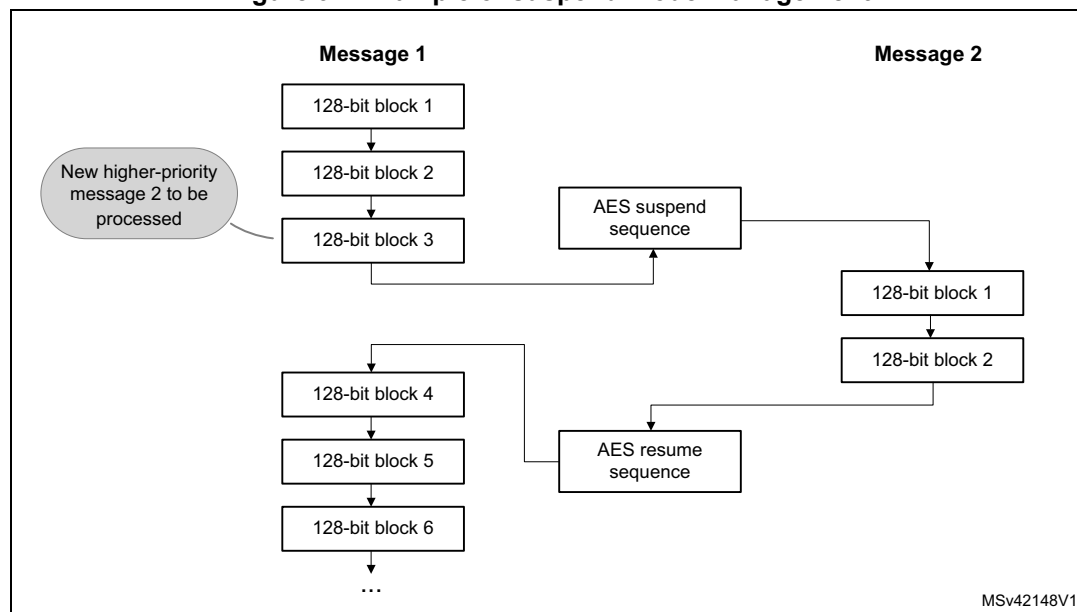 Message 1
Message 2
128-bit block 1
128-bit block 2
128-bit block 3
New higher-priority
message 2 to be
processed
AES suspend
sequence
128-bit block 1
128-bit block 2
AES resume
sequence
128-bit block 4
128-bit block 5
128-bit block 6
...
MSv42148V1